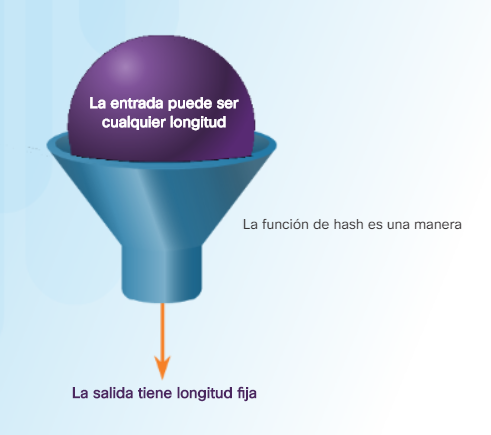 La entrada puede ser
cualquier longitud
La función de hash es una manera
La salida tiene longitud fija